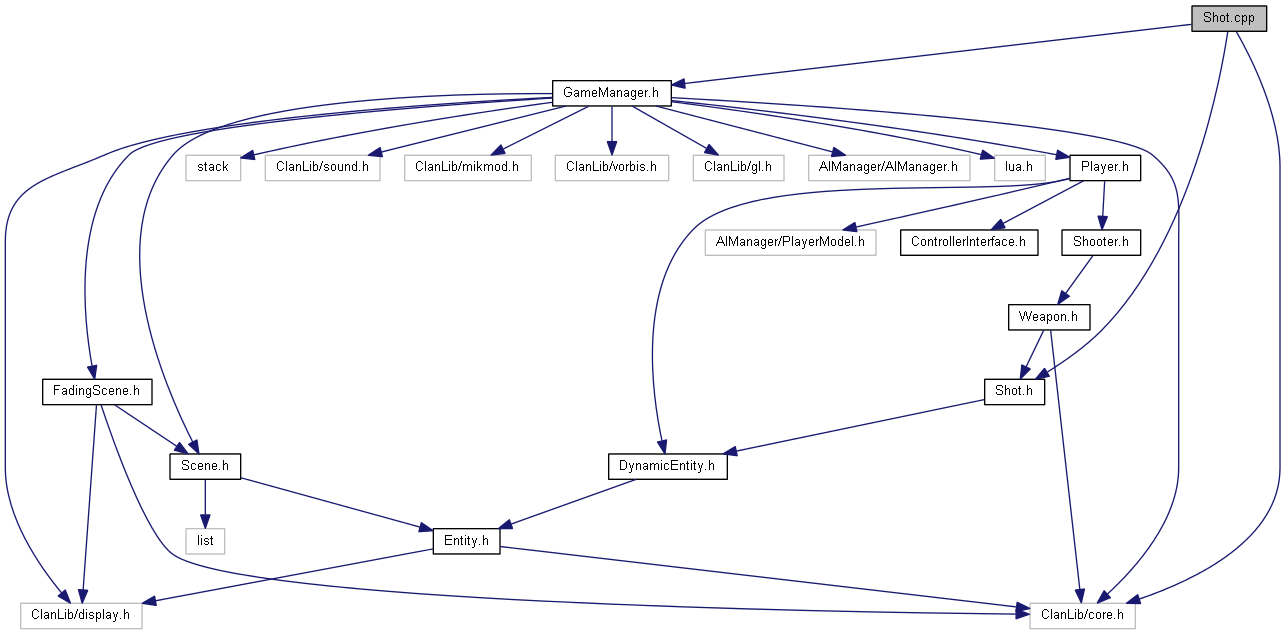 Shot.cpp
GameManager.h
stack
ClanLib/sound.h
ClanLib/mikmod.h
ClanLib/vorbis.h
ClanLib/gl.h
AIManager/AIManager.h
lua.h
Player.h
AIManager/PlayerModel.h
ControllerInterface.h
Shooter.h
Weapon.h
FadingScene.h
Shot.h
Scene.h
DynamicEntity.h
list
Entity.h
ClanLib/display.h
ClanLib/core.h